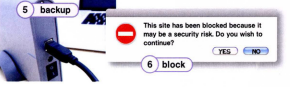 5 backup
This site has been blocked because it
may be a security risk. Do you wish to
continue?
YES NO
6 block